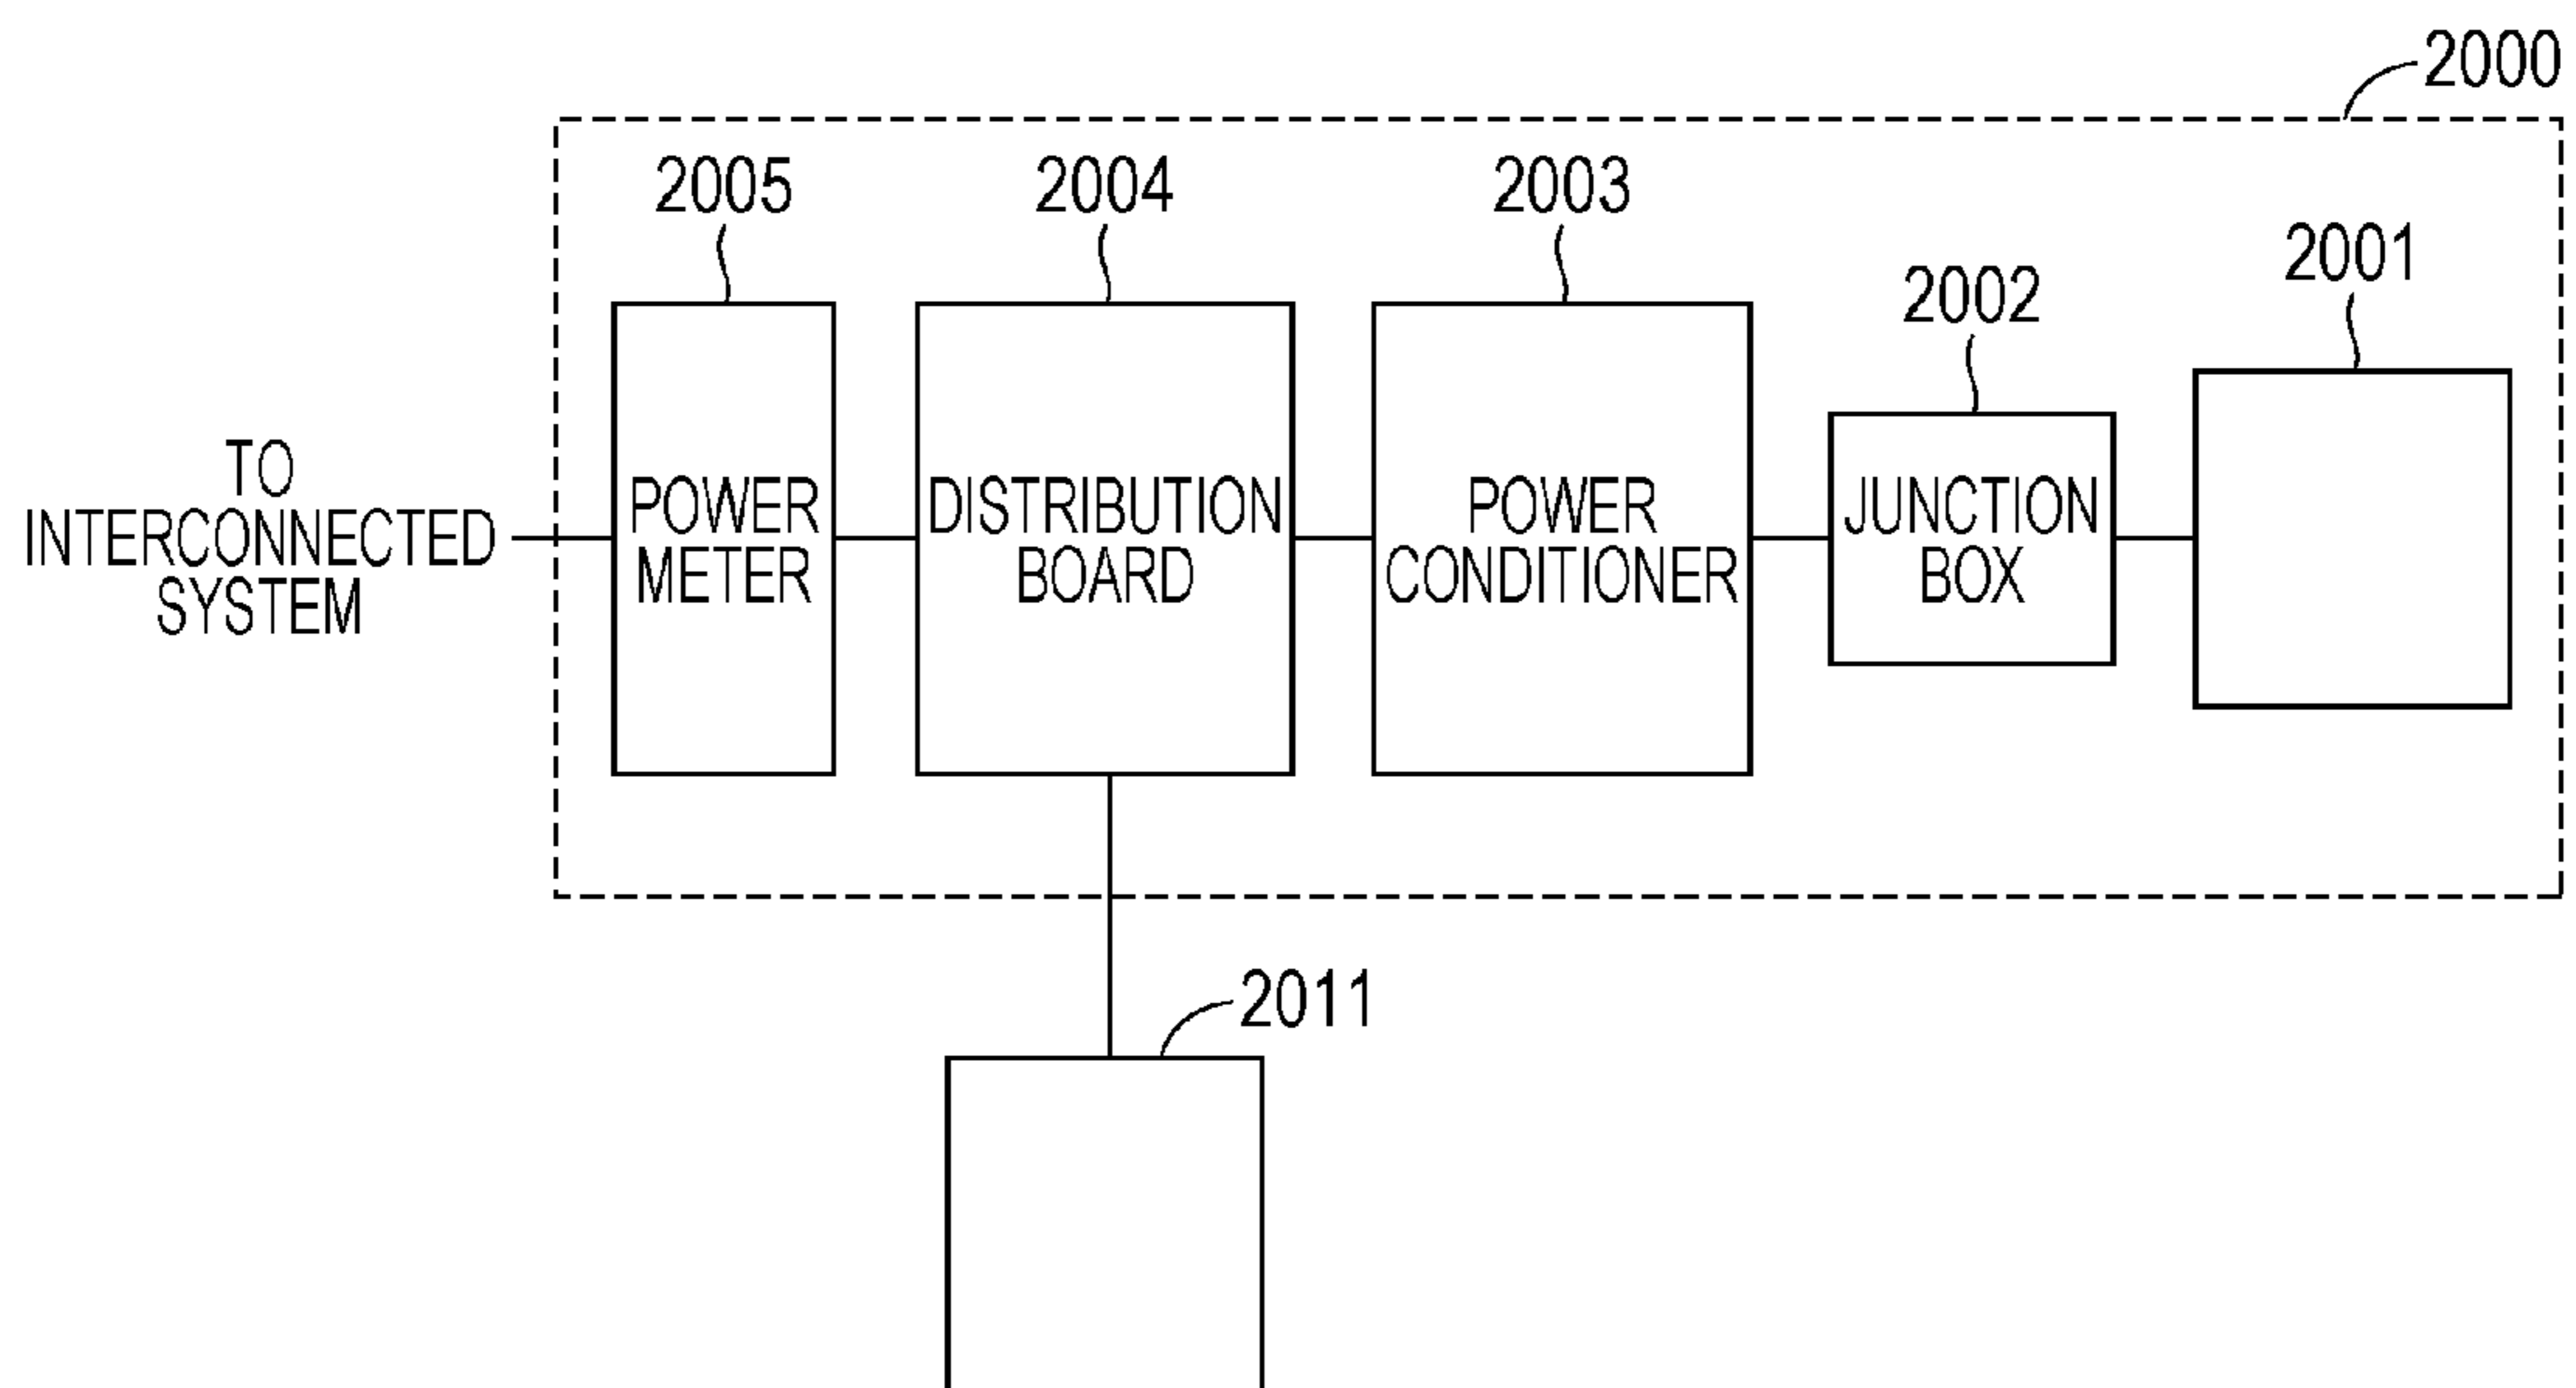 2000
2005
2004
2003
2002
2001
TO
INTERCONNECTED
SYSTEM
POWER
METER
DISTRIBUTION
BOARD
POWER
CONDITIONER
JUNCTION
BOX
2011